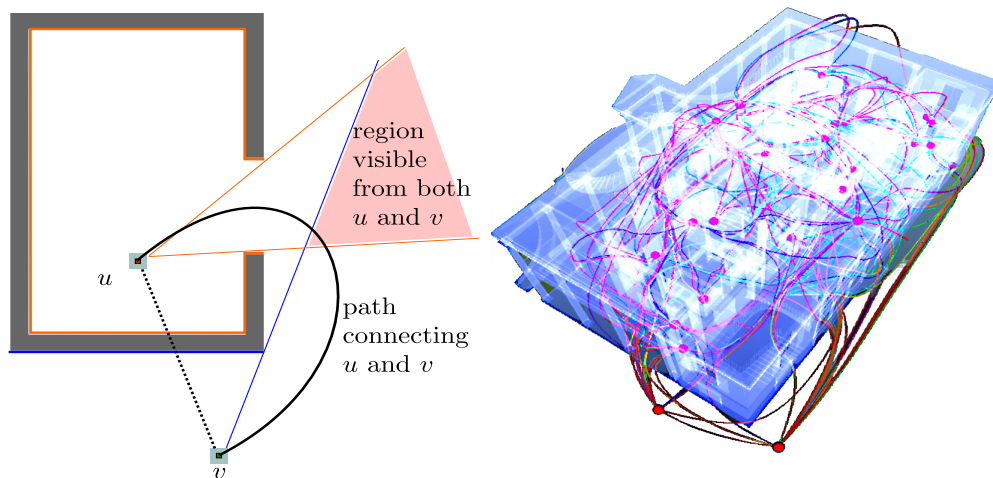 region
visible
from both
u and v
u
path
connecting
u and v
v